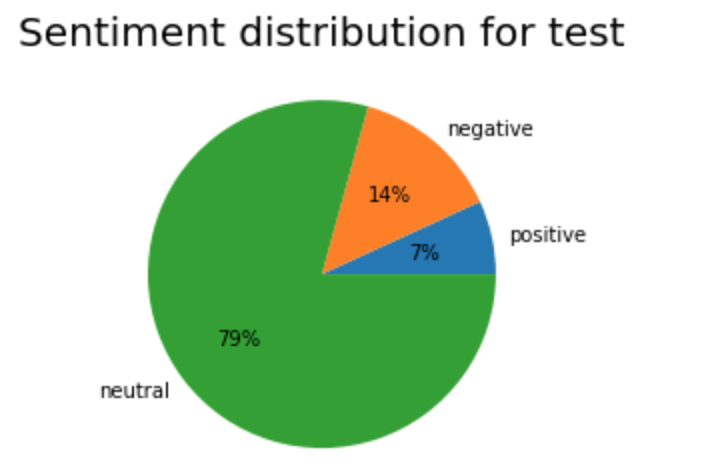 Sentiment distribution for test
negative
14%
positive
7%
79%
neutral